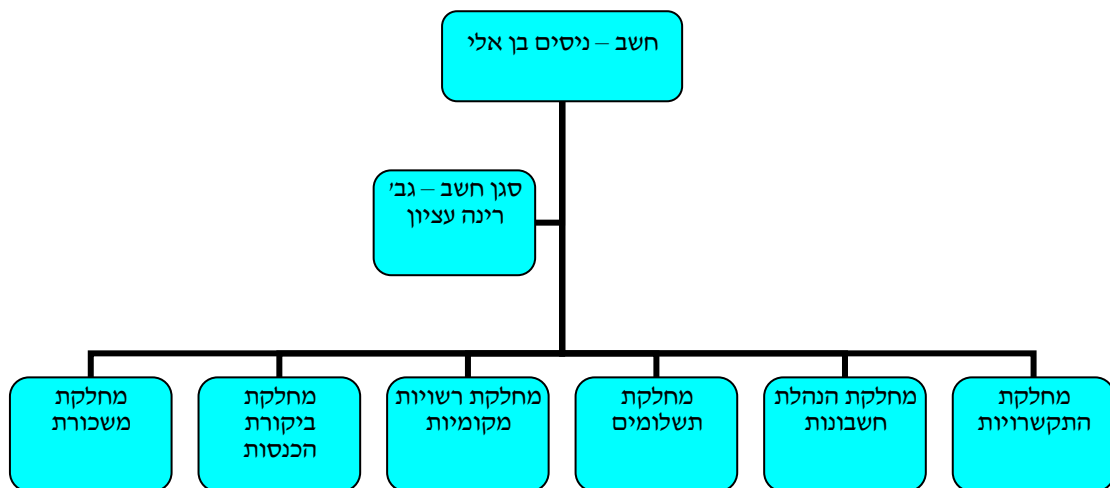 חשב – ניסים בן אלי
סגן חשב – גב'
רינה עציון
מחלקת
התקשרויות
מחלקת הנהלת
חשבונות
מחלקת
תשלומים
מחלקת רשויות
מקומיות
מחלקת
ביקורת
הכנסות
מחלקת
משכורת